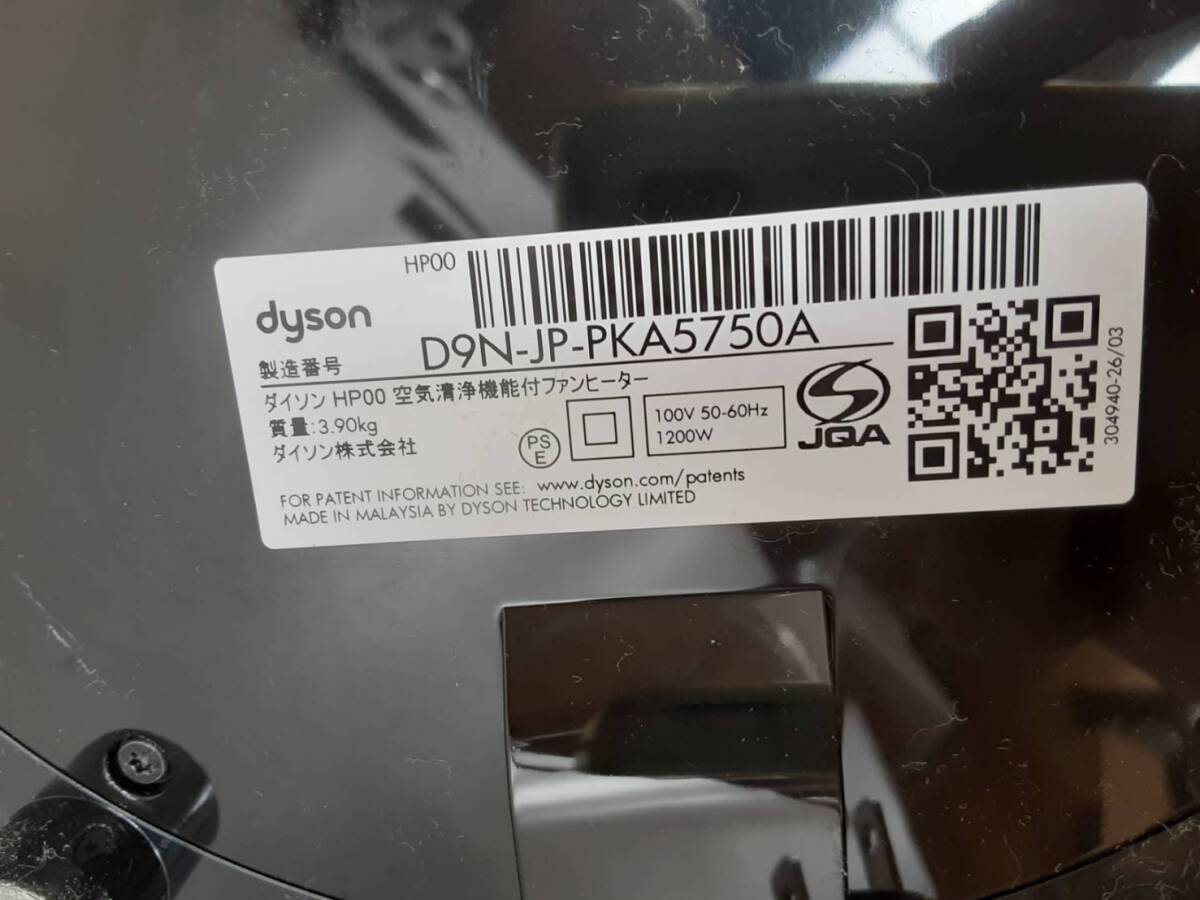 HP00
dyson
製造番号 D9N-JP-PKA5750A
ダイソン HP00 空気清浄機能付ファンヒーター
質量:3.90kg
ダイソン株式会社
PS
E
100V 50-60Hz
1200W
JQA
304940-26/03
FOR PATENT INFORMATION SEE: www.dyson.com/patents
MADE IN MALAYSIA BY DYSON TECHNOLOGY LIMITED